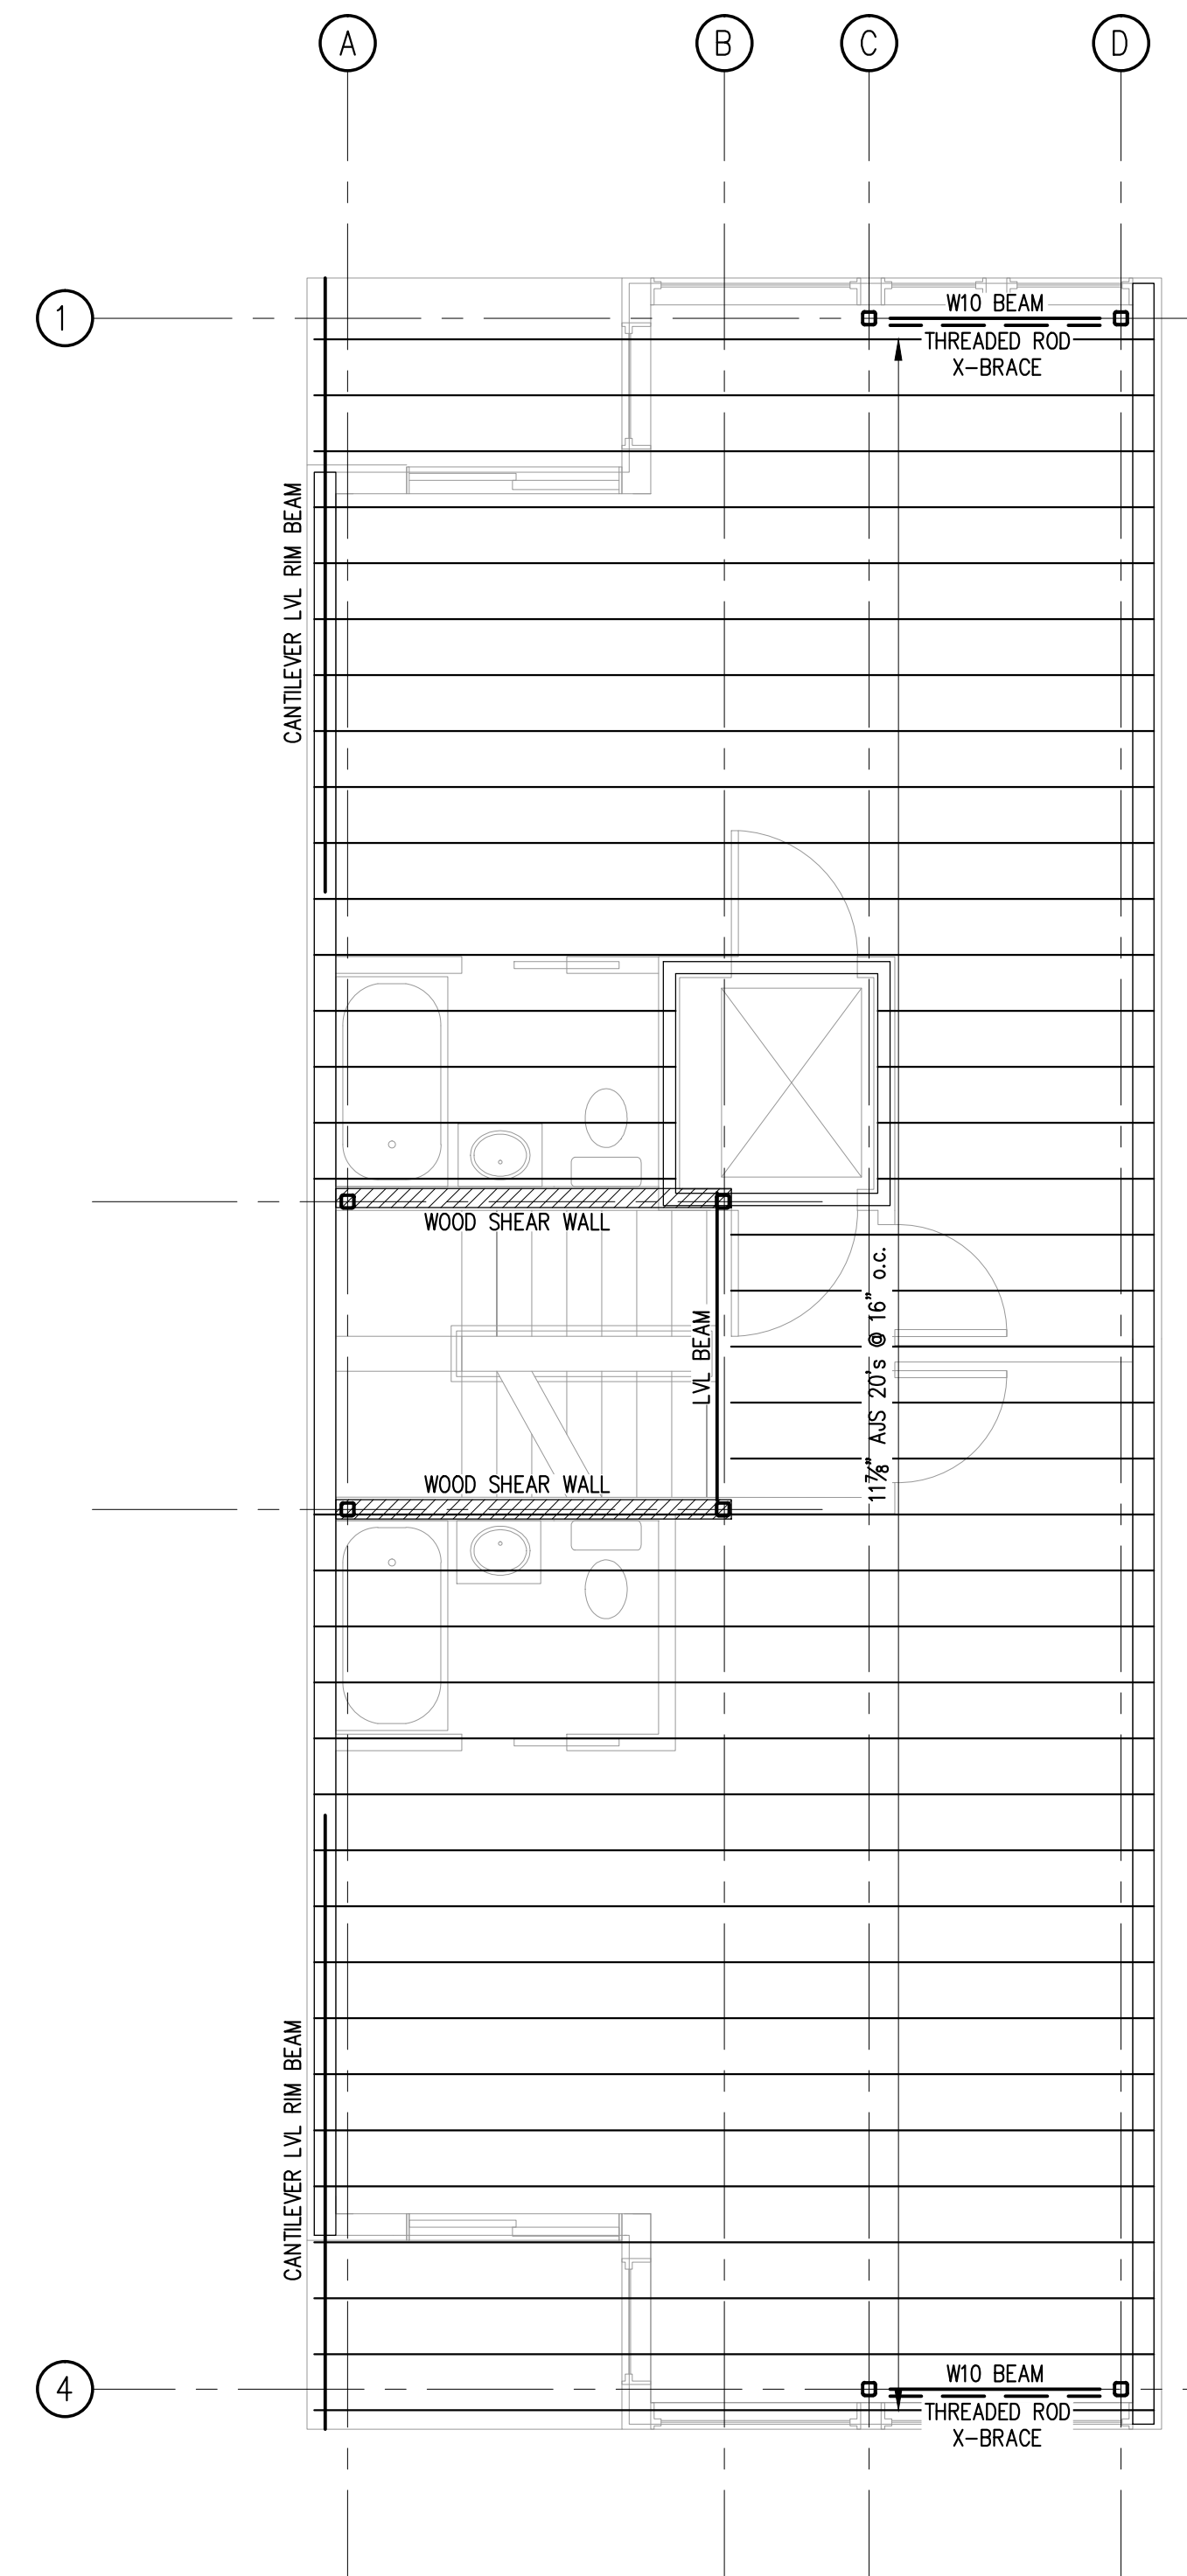 A
B
C
D
1
W10 BEAM
THREADED ROD
X-BRACE
CANTILEVER LVL RIM BEAM
WOOD SHEAR WALL
LVL BEAM
11⅞" AJS 20's @ 16" o.c.
WOOD SHEAR WALL
CANTILEVER LVL RIM BEAM
4
W10 BEAM
THREADED ROD
X-BRACE